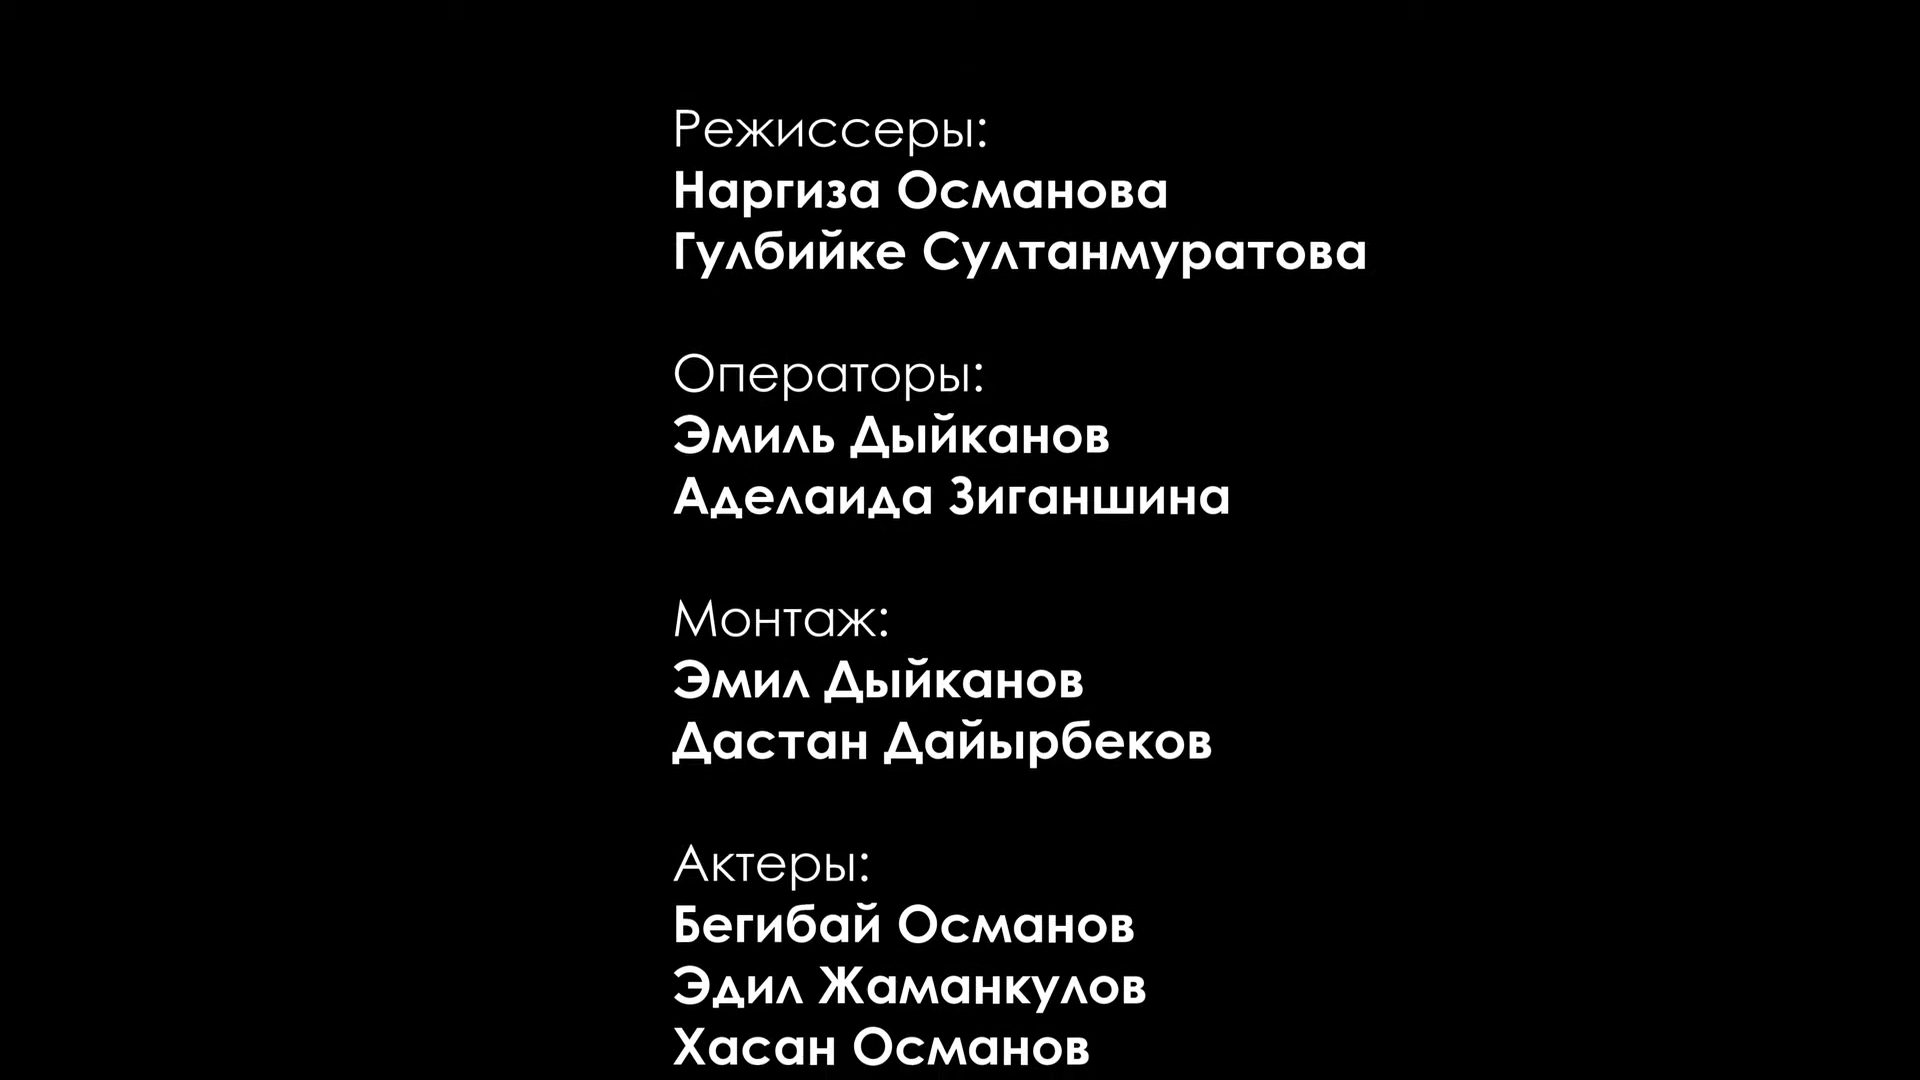 Режиссеры:
Наргиза Османова
Гулбийке Султанмуратова
Операторы:
Эмиль Дыйканов
Аделаида Зиганшина
Монтаж:
Эмил Дыйканов
Дастан Дайырбеков
Актеры:
Бегибай Османов
Эдил Жаманкулов
Хасан Османов